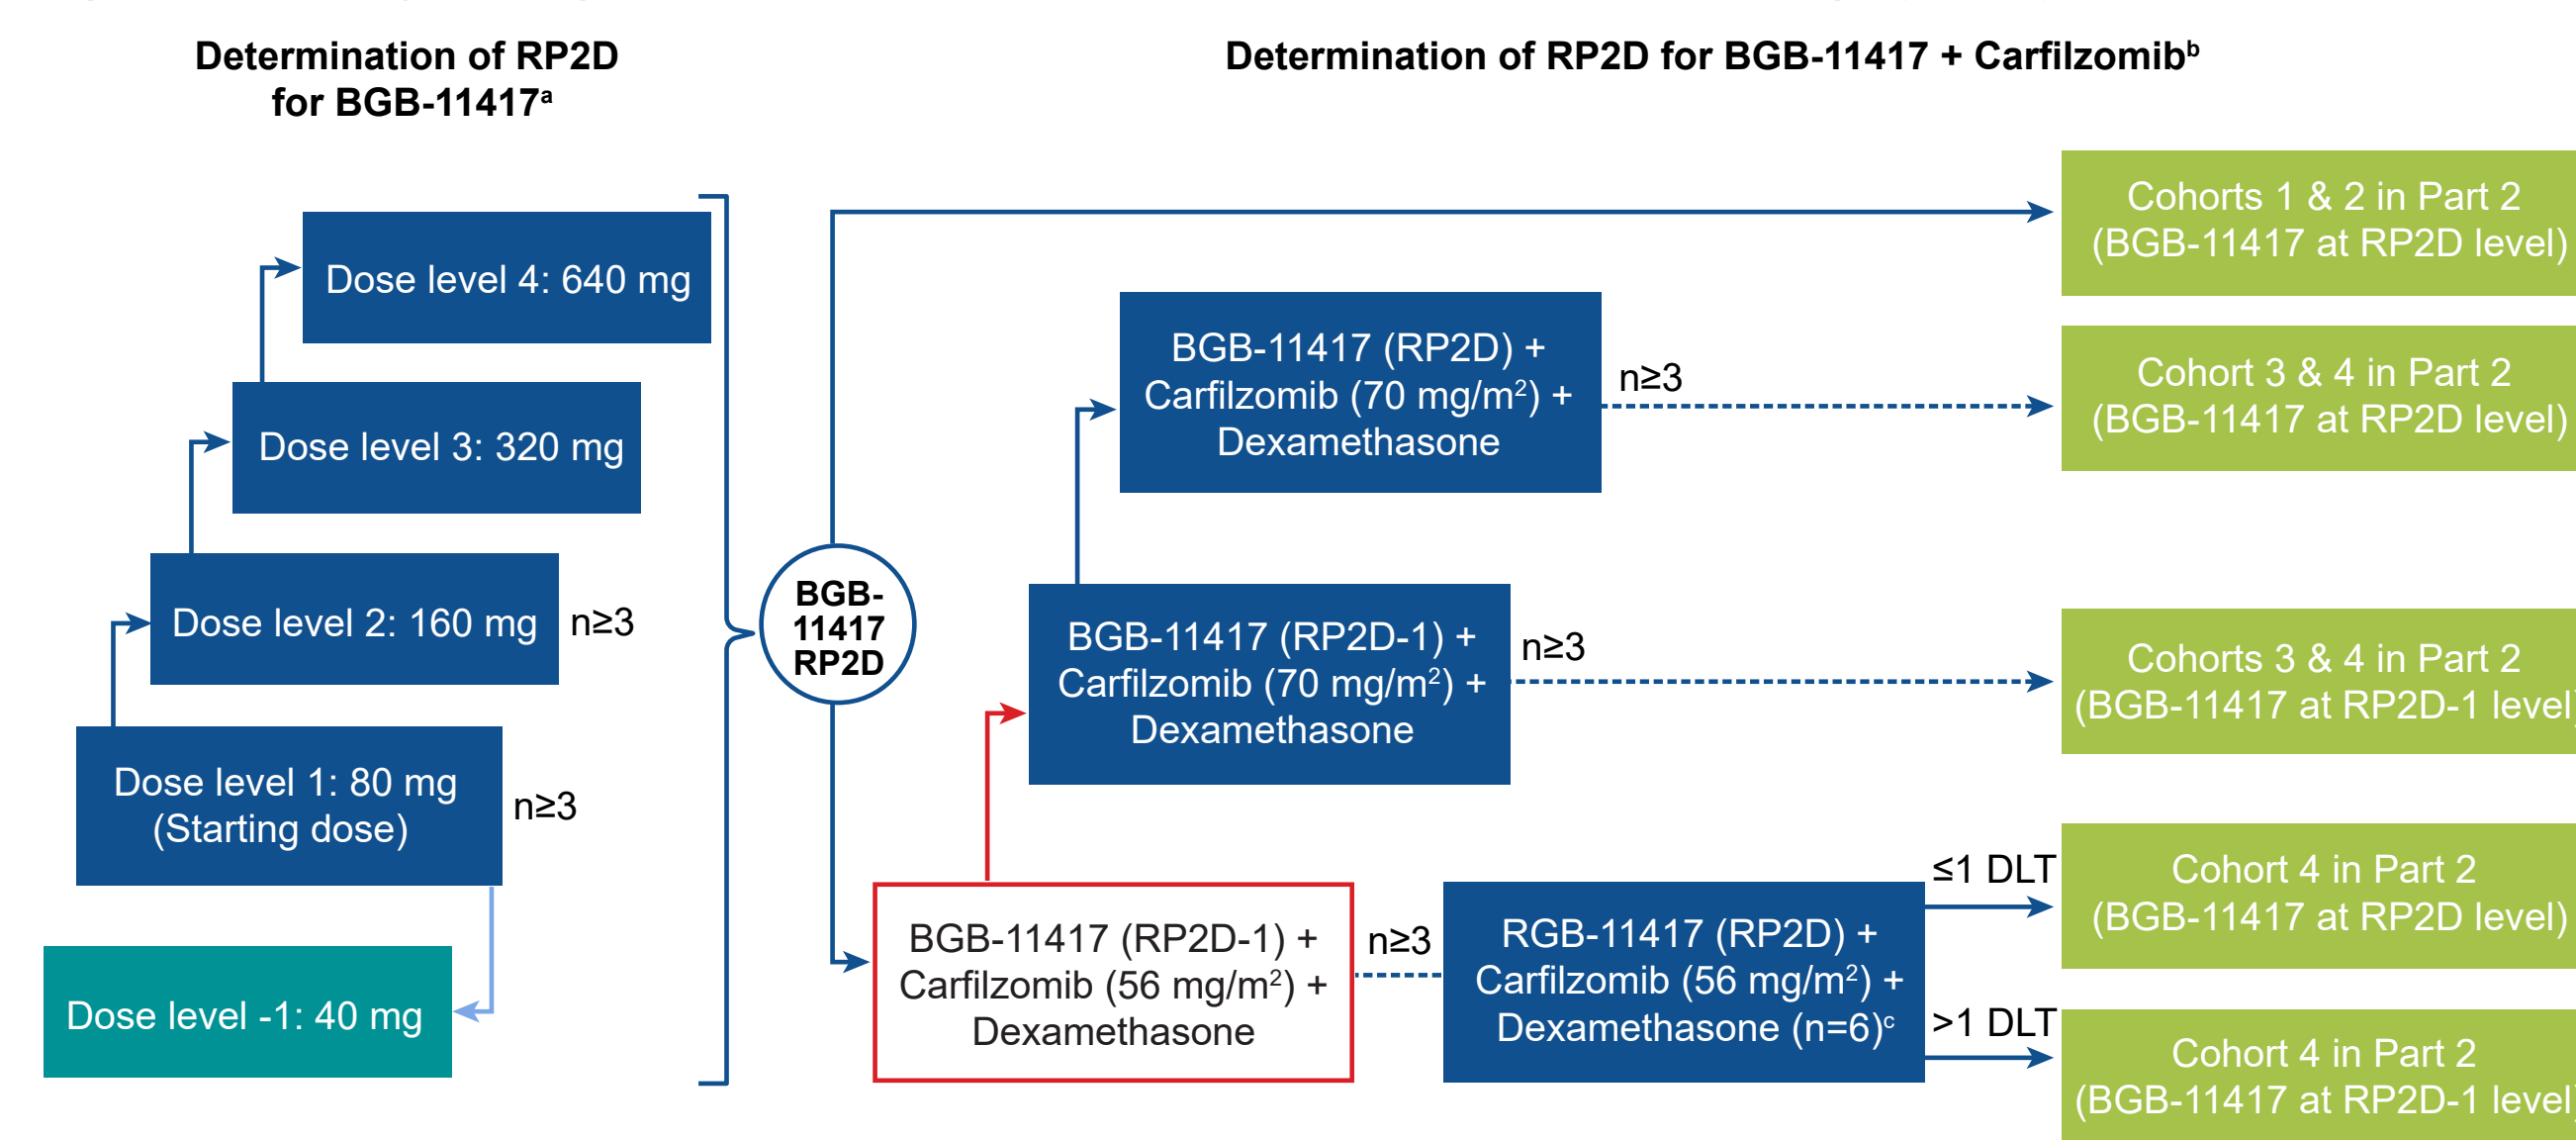 Determination of RP2D
for BGB-11417ᵃ
Dose level 4: 640 mg
Dose level 3: 320 mg
Dose level 2: 160 mg
n≥3
Dose level 1: 80 mg
(Starting dose)
n≥3
Dose level -1: 40 mg
BGB-
11417
RP2D
Determination of RP2D for BGB-11417 + Carfilzomibᵇ
Cohorts 1 & 2 in Part 2
(BGB-11417 at RP2D level)
BGB-11417 (RP2D) +
Carfilzomib (70 mg/m²) +
Dexamethasone
n≥3
Cohort 3 & 4 in Part 2
(BGB-11417 at RP2D level)
BGB-11417 (RP2D-1) +
Carfilzomib (70 mg/m²) +
Dexamethasone
n≥3
Cohorts 3 & 4 in Part 2
(BGB-11417 at RP2D-1 level)
BGB-11417 (RP2D-1) +
Carfilzomib (56 mg/m²) +
Dexamethasone
n≥3
RGB-11417 (RP2D) +
Carfilzomib (56 mg/m²) +
Dexamethasone (n=6)ᶜ
≤1 DLT
Cohort 4 in Part 2
(BGB-11417 at RP2D level)
>1 DLT
Cohort 4 in Part 2
(BGB-11417 at RP2D-1 level